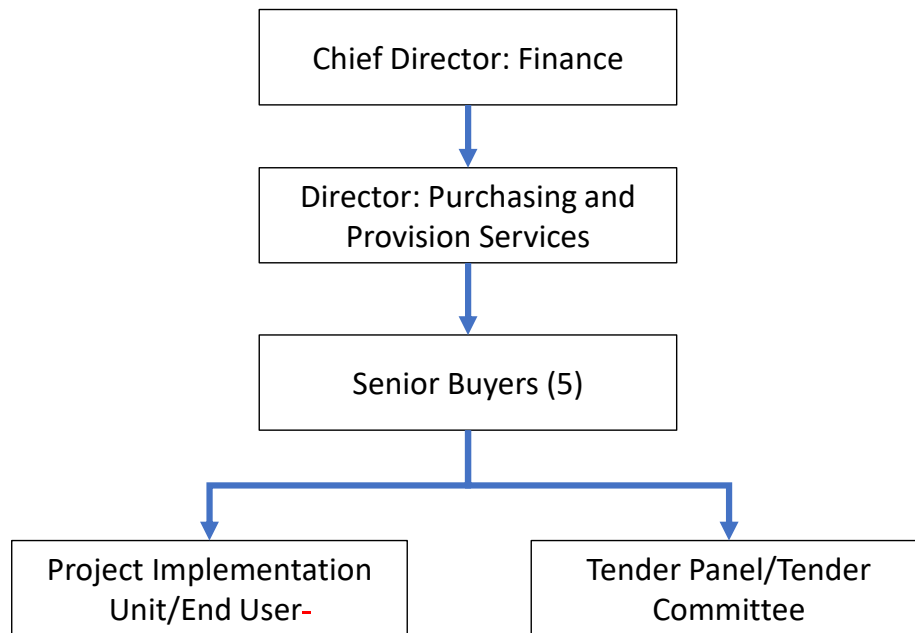 Chief Director: Finance
Director: Purchasing and
Provision Services
Senior Buyers (5)
Project Implementation
Unit/End User-
Tender Panel/Tender
Committee